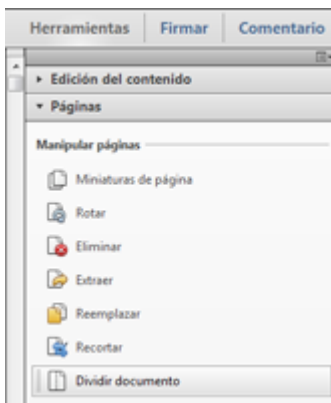 Herramientas Firmar Comentario
Edición del contenido
Páginas
Manipular páginas
Miniaturas de página
Rotar
Eliminar
Extraer
Reemplazar
Recortar
Dividir documento